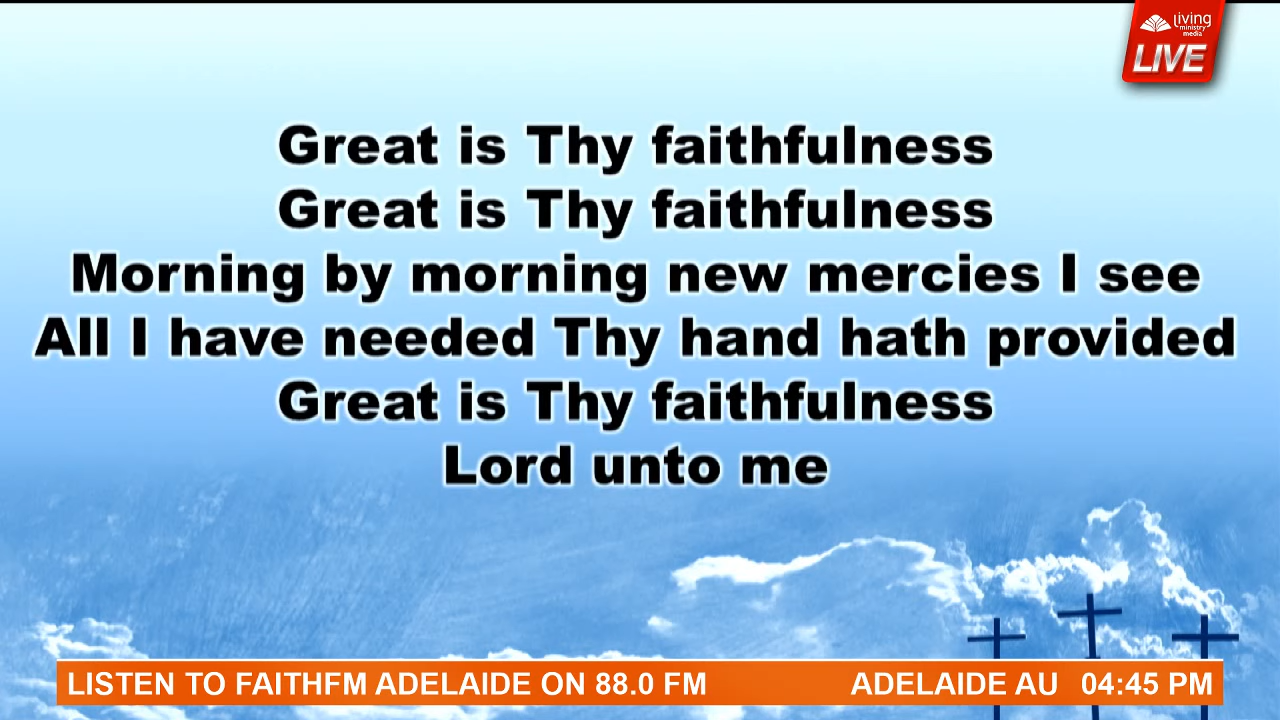 living
ministry
media
LIVE
Great is Thy faithfulness
Great is Thy faithfulness
Morning by morning new mercies I see
All I have needed Thy hand hath provided
Great is Thy faithfulness
Lord unto me
LISTEN TO FAITHFM ADELAIDE ON 88.0 FM ADELAIDE AU 04:45 PM